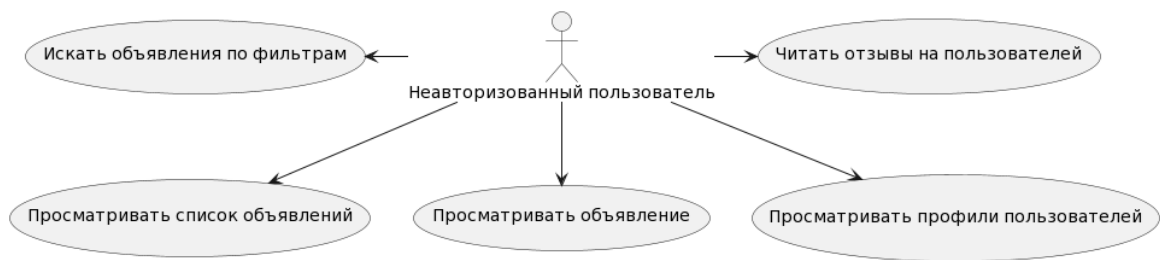 Искать объявления по фильтрам
Читать отзывы на пользователей
Неавторизованный пользователь
Просматривать список объявлений
Просматривать объявление
Просматривать профили пользователей